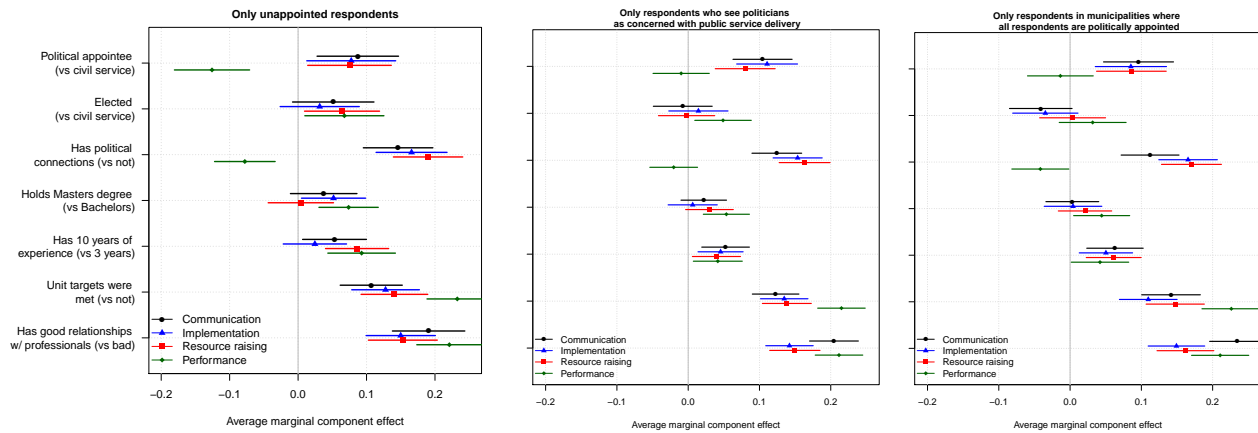 Only unappointed respondents
Political appointee
(vs civil service)
Elected
(vs civil service)
Has political
connections (vs not)
Holds Masters degree
(vs Bachelors)
Has 10 years of
experience (vs 3 years)
Unit targets were
met (vs not)
Has good relationships
w/ professionals (vs bad)
Communication
Implementation
Resource raising
Performance
−0.2 −0.1 0.0 0.1 0.2
Average marginal component effect
Only respondents who see politicians
as concerned with public service delivery
Communication
Implementation
Resource raising
Performance
−0.2 −0.1 0.0 0.1 0.2
Average marginal component effect
Only respondents in municipalities where
all respondents are politically appointed
Communication
Implementation
Resource raising
Performance
−0.2 −0.1 0.0 0.1 0.2
Average marginal component effect